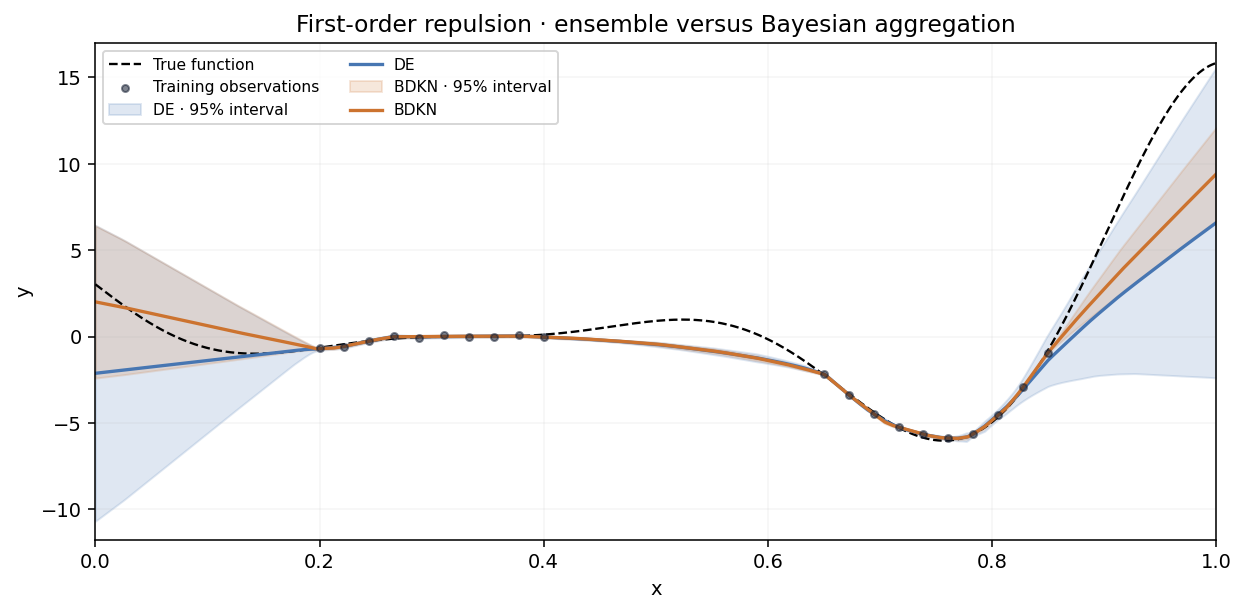 First-order repulsion · ensemble versus Bayesian aggregation
True function
Training observations
DE · 95% interval
DE
BDKN · 95% interval
BDKN
y
15
10
5
0
−5
−10
0.0 0.2 0.4 0.6 0.8 1.0
x